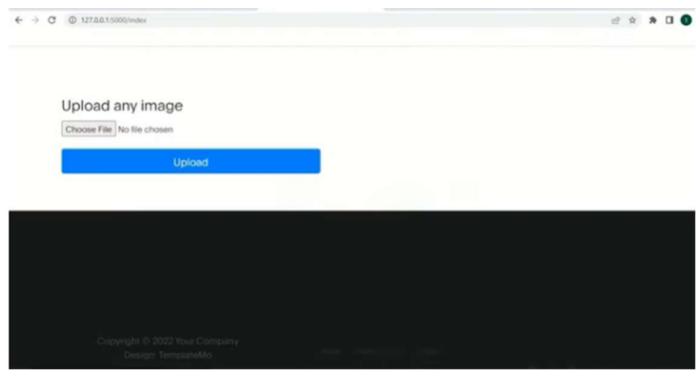 127.0.0.1:5000/index
Upload any image
Choose File No file chosen
Upload
Copyright © 2022 Your Company
Design: TemplateMo